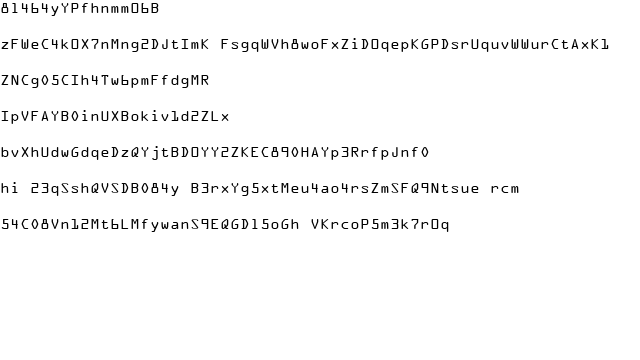 81464yYPfhnmm06B
zFWeC4k0X7nMng2DJtImK FsgqWVh8woFxZiD0qepKGPDsrUquvWWurCtAxK1
ZNCg05CIh4Tw6pmFfdgMR
IpVFAYB0inUXBokiv1d2ZLx
bvXhUdwGdqeDzQYjtBD0YY2ZKEC890HAYp3RrfpJnf0
hi 23qSshQVSDB084y B3rxYg5xtMeu4ao4rsZmSFQ9Ntsue rcm
54C08Vn12Mt6LMfywanS9EQGD15oGh VKrcoP5m3k7r0q